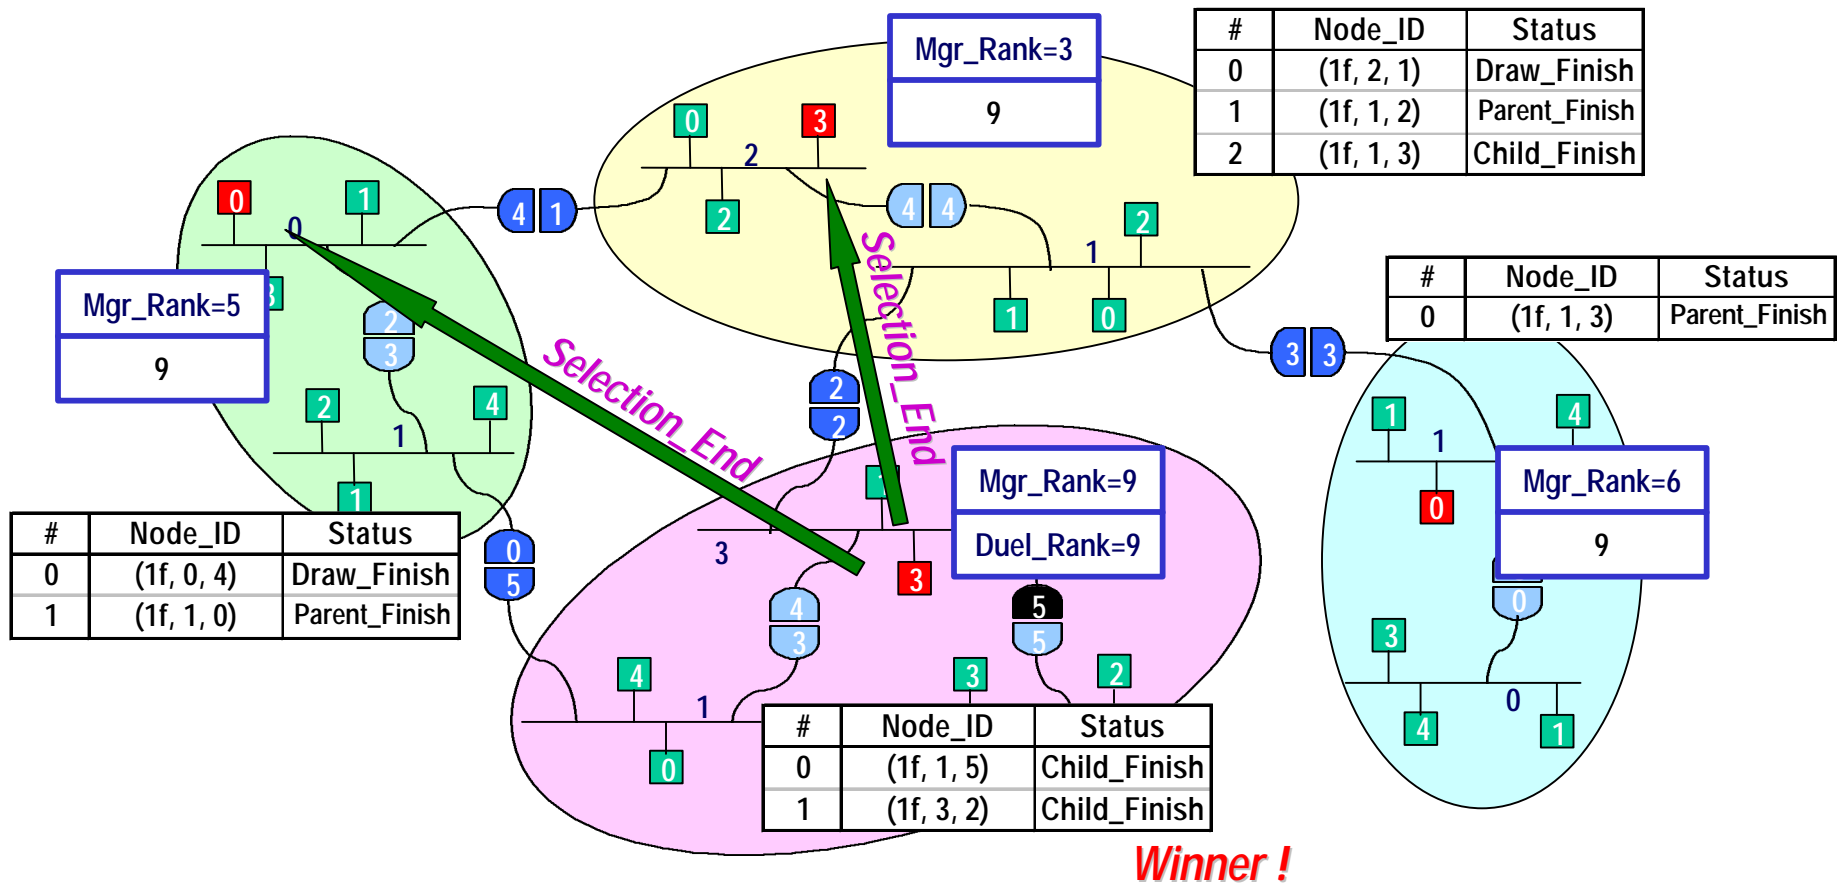 Mgr_Rank=3
9
# Node_ID Status
0 (1f, 2, 1) Draw_Finish
1 (1f, 1, 2) Parent_Finish
2 (1f, 1, 3) Child_Finish
0
3
2
2
4 4
2
1
1
0
4 1
0
1
0
Mgr_Rank=5
9
2
3
2
4
1
1
# Node_ID Status
0 (1f, 0, 4) Draw_Finish
1 (1f, 1, 0) Parent_Finish
0
5
Selection_End
Selection_End
2
2
3 3
# Node_ID Status
0 (1f, 1, 3) Parent_Finish
1
4
1
0
Mgr_Rank=6
9
0
3
0
4
1
Mgr_Rank=9
Duel_Rank=9
3
3
4
3
5
5
4
1
0
3
2
# Node_ID Status
0 (1f, 1, 5) Child_Finish
1 (1f, 3, 2) Child_Finish
Winner !